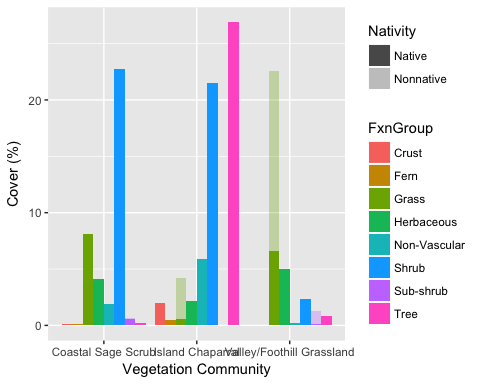 Cover (%)
20
10
0
Coastal Sage Scrub
Island Chaparral
Valley/Foothill Grassland
Vegetation Community
Nativity
Native
Nonnative
FxnGroup
Crust
Fern
Grass
Herbaceous
Non-Vascular
Shrub
Sub-shrub
Tree